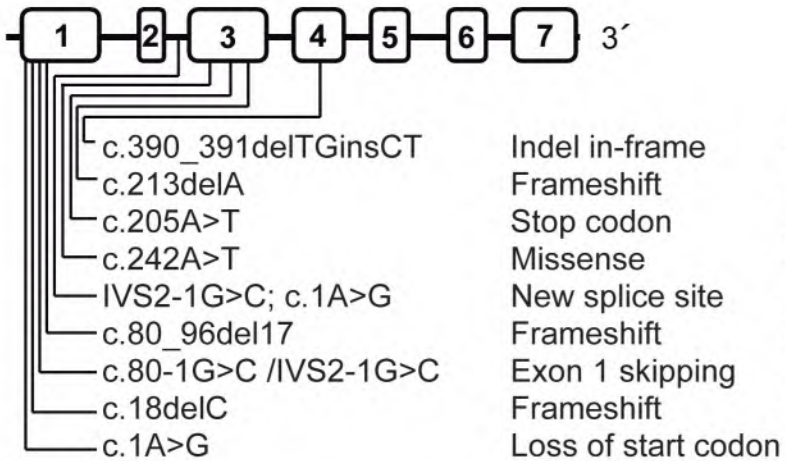 1 2 3 4 5 6 7 3´
c.390_391delTGinsCT Indel in-frame
c.213delA Frameshift
c.205A>T Stop codon
c.242A>T Missense
IVS2-1G>C; c.1A>G New splice site
c.80_96del17 Frameshift
c.80-1G>C /IVS2-1G>C Exon 1 skipping
c.18delC Frameshift
c.1A>G Loss of start codon